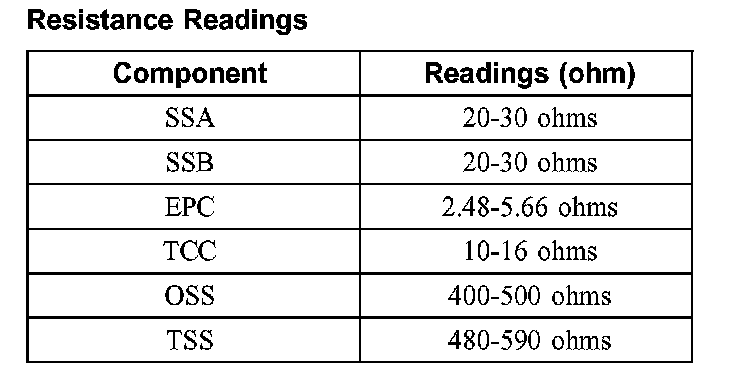 Resistance Readings
Component Readings (ohm)
SSA 20-30 ohms
SSB 20-30 ohms
EPC 2.48-5.66 ohms
TCC 10-16 ohms
OSS 400-500 ohms
TSS 480-590 ohms